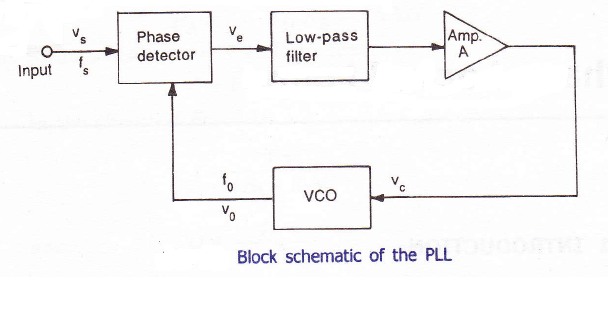 v_s
f_s
Input
Phase
detector
v_e
Low-pass
filter
Amp.
A
f_o
v_o
VCO
v_c
Block schematic of the PLL
INTRODUCTION